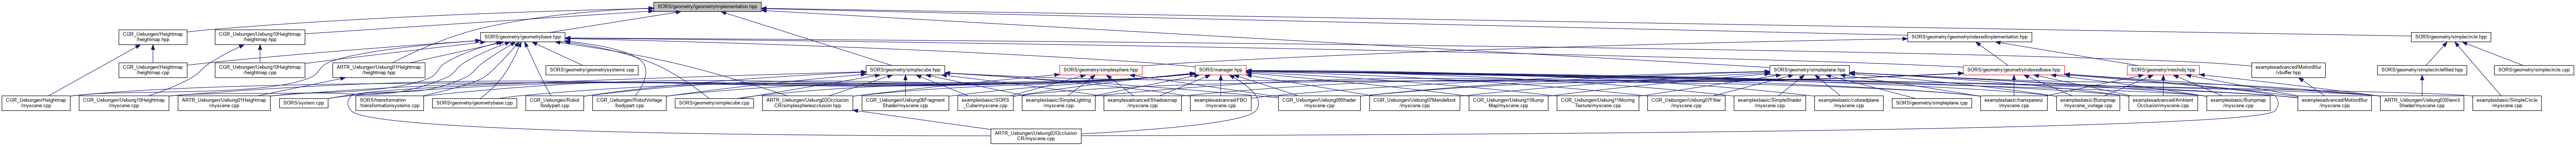 SORS/geometry/igeometryimplementation.hpp
CGR_Uebungen/Heightmap
/heightmap.hpp
CGR_Uebungen/Uebung10Heightmap
/heightmap.hpp
SORS/geometry/geometrybase.hpp
SORS/geometry/igeometryindexedimplementation.hpp
SORS/geometry/simplecircle.hpp
CGR_Uebungen/Heightmap
/heightmap.cpp
CGR_Uebungen/Uebung10Heightmap
/heightmap.cpp
ARTR_Uebungen/Uebung01Heightmap
/heightmap.hpp
SORS/geometry/geometrysystems.cpp
SORS/geometry/simplecube.hpp
SORS/geometry/simplesphere.hpp
SORS/manager.hpp
SORS/geometry/simpleplane.hpp
SORS/geometry/geometryindexedbase.hpp
SORS/geometry/meshobj.hpp
examplesadvanced/MotionBlur
/vbuffer.hpp
SORS/geometry/simplecirclefilled.hpp
SORS/geometry/simplecircle.cpp
CGR_Uebungen/Heightmap
/myscene.cpp
CGR_Uebungen/Uebung10Heightmap
/myscene.cpp
ARTR_Uebungen/Uebung01Heightmap
/myscene.cpp
SORS/system.cpp
SORS/transformation
/transformationsystems.cpp
SORS/geometry/geometrybase.cpp
CGR_Uebungen/Robot
/bodypart.cpp
CGR_Uebungen/RobotVorlage
/bodypart.cpp
SORS/geometry/simplecube.cpp
ARTR_Uebungen/Uebung02Occlusion
CR/simplesphereocclusion.hpp
CGR_Uebungen/Uebung06Fragment
Shader/myscene.cpp
examplesbasic/SORS
_Cube/myscene.cpp
examplesbasic/SimpleLighting
/myscene.cpp
examplesadvanced/Shadowmap
/myscene.cpp
examplesadvanced/FBO
/myscene.cpp
CGR_Uebungen/Uebung09Shader
/myscene.cpp
CGR_Uebungen/Uebung07Mandelbrot
/myscene.cpp
CGR_Uebungen/Uebung11Bump
Map/myscene.cpp
CGR_Uebungen/Uebung11Moving
Texture/myscene.cpp
CGR_Uebungen/Uebung07Filter
/myscene.cpp
examplesbasic/SimpleShader
/myscene.cpp
examplesbasic/coloredplane
/myscene.cpp
SORS/geometry/simpleplane.cpp
examplesbasic/transparenz
/myscene.cpp
examplesbasic/Bumpmap
/myscene_vorlage.cpp
examplesadvanced/Ambient
Occlusion/myscene.cpp
examplesbasic/Bumpmap
/myscene.cpp
examplesadvanced/MotionBlur
/myscene.cpp
ARTR_Uebungen/Uebung03Stencil
Shader/myscene.cpp
examplesbasic/SimpleCircle
/myscene.cpp
ARTR_Uebungen/Uebung02Occlusion
CR/myscene.cpp